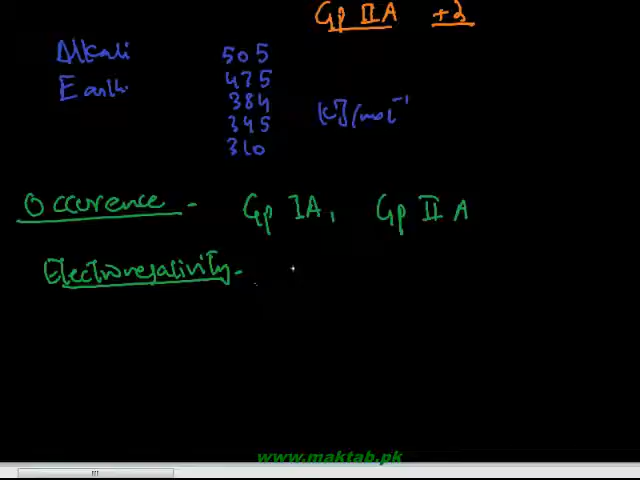 Gp II A +2
Alkali 505
Earth 475
384
345 KJ/mol⁻¹
310
Occurence - Gp IA, Gp II A
Electronegativity -
www.maktab.pk